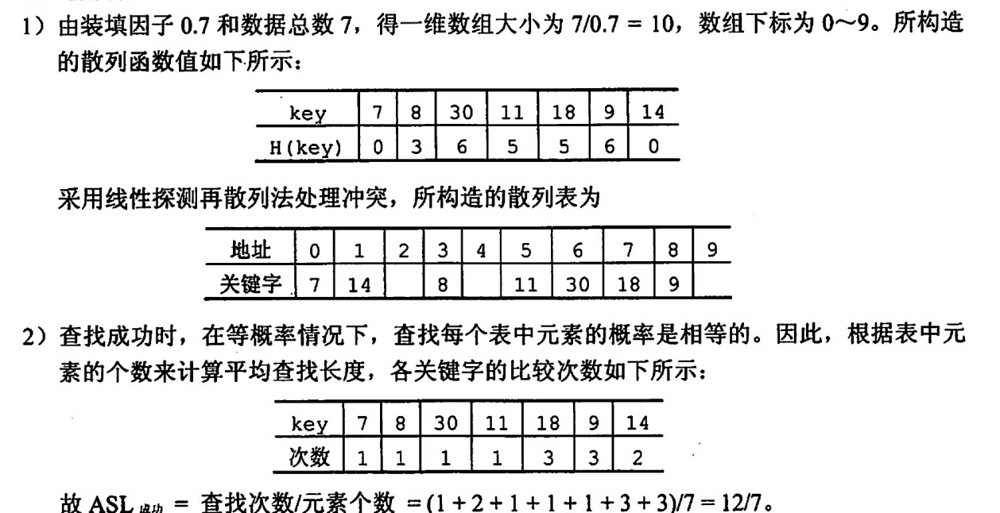 1）由装填因子 0.7 和数据总数 7，得一维数组大小为 7/0.7 = 10，数组下标为 0～9。所构造
的散列函数值如下所示：
key 7 8 30 11 18 9 14
H(key) 0 3 6 5 5 6 0
采用线性探测再散列法处理冲突，所构造的散列表为
地址 0 1 2 3 4 5 6 7 8 9
关键字 7 14 8 11 30 18 9
2）查找成功时，在等概率情况下，查找每个表中元素的概率是相等的。因此，根据表中元
素的个数来计算平均查找长度，各关键字的比较次数如下所示：
key 7 8 30 11 18 9 14
次数 1 1 1 1 3 3 2
故 ASL成功 = 查找次数/元素个数 = (1 + 2 + 1 + 1 + 1 + 3 + 3)/7 = 12/7。